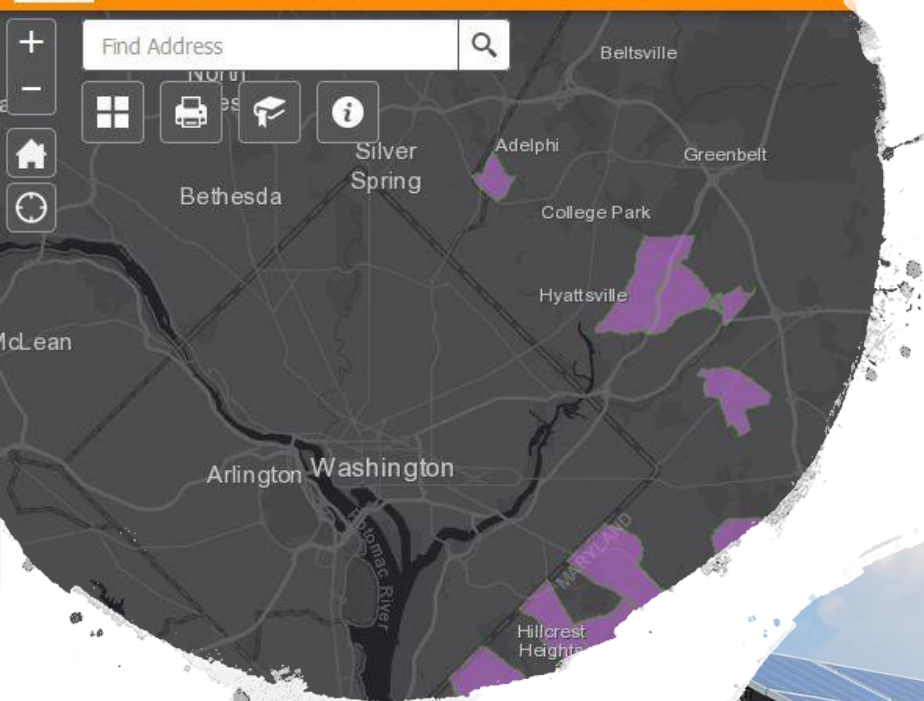 Find Address
Beltsville
North
Adelphi
Silver
Spring
Greenbelt
Bethesda
College Park
Hyattsville
McLean
Arlington
Washington
Potomac River
MARYLAND
Hillcrest
Heights